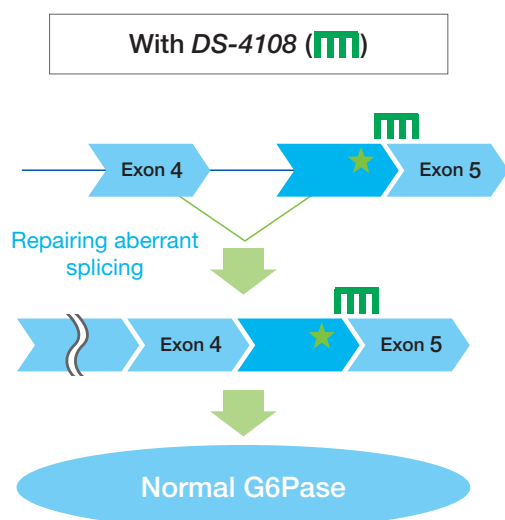 With DS-4108 ( )
Exon 4 Exon 5
Repairing aberrant
splicing
Exon 4 Exon 5
Normal G6Pase